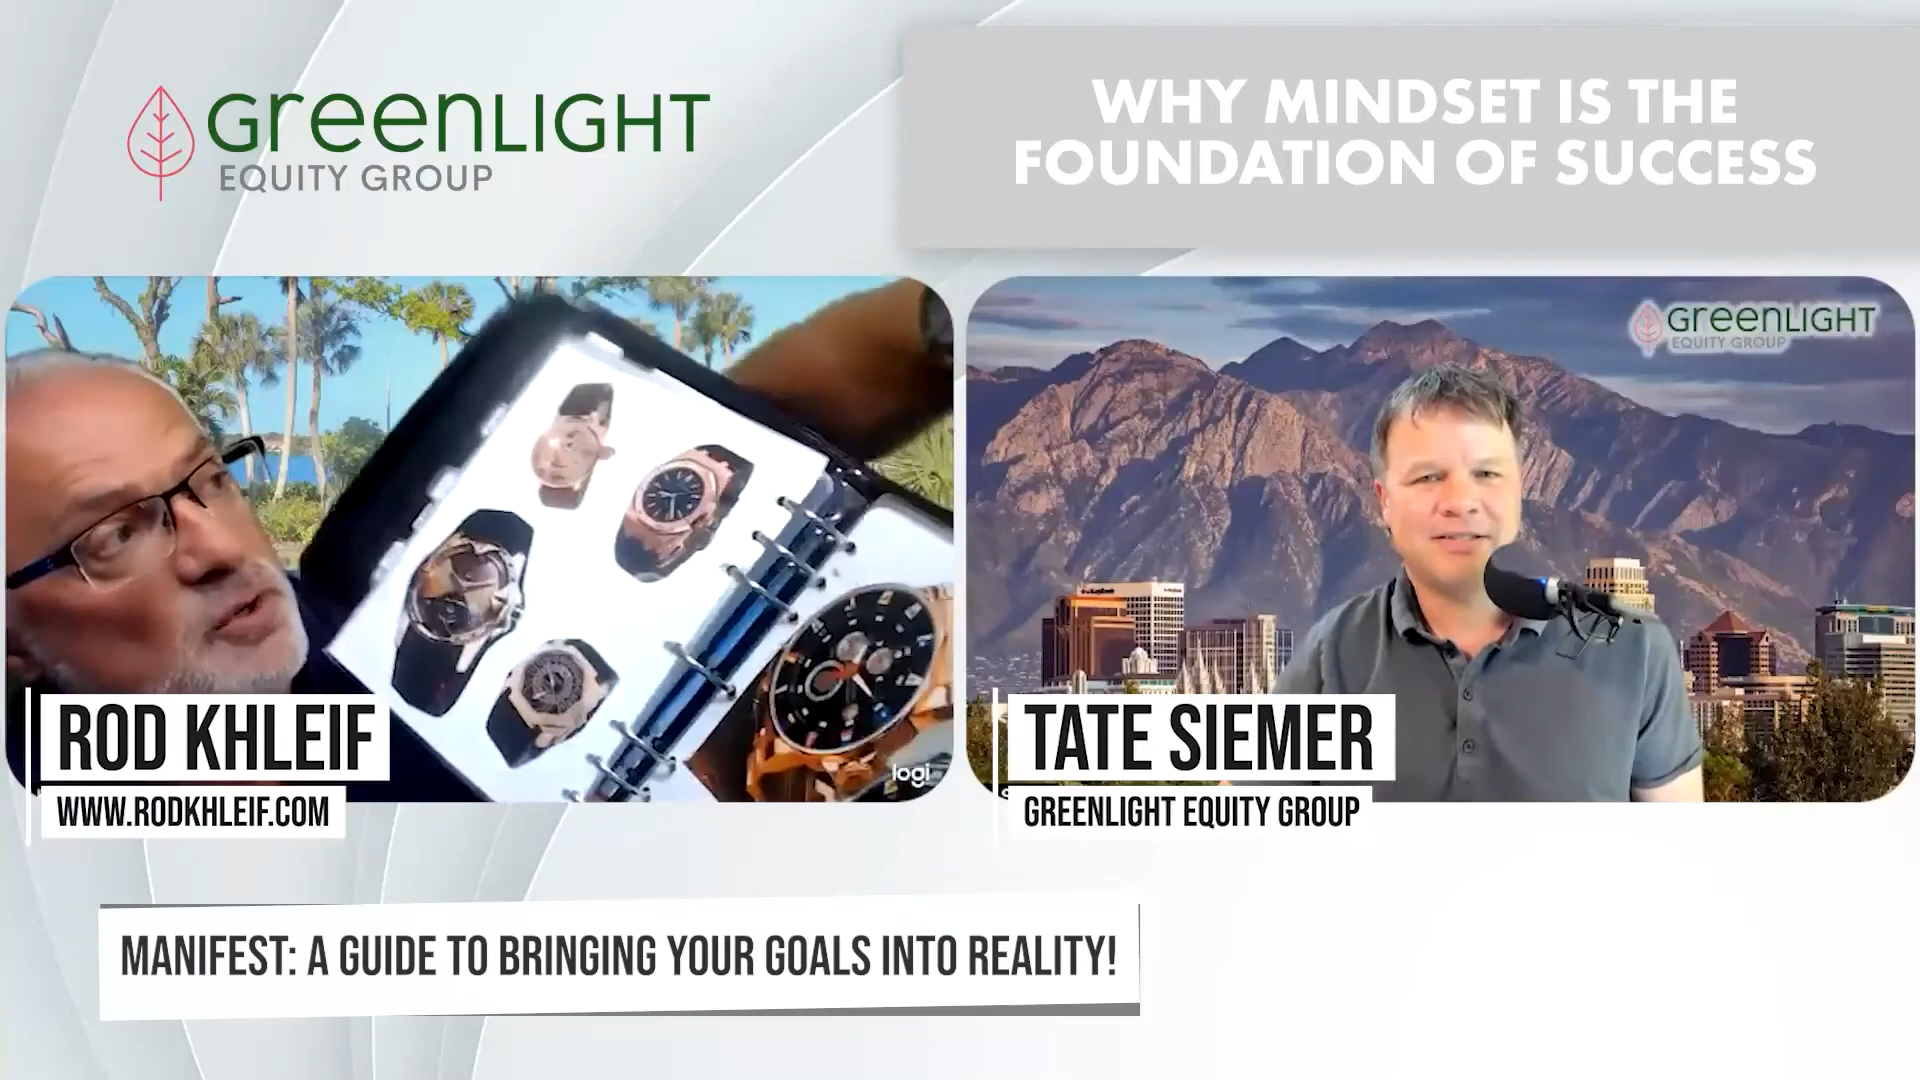 GreenLIGHT
EQUITY GROUP
WHY MINDSET IS THE
FOUNDATION OF SUCCESS
GreenLIGHT
EQUITY GROUP
logi
ROD KHLEIF
WWW.RODKHLEIF.COM
TATE SIEMER
GREENLIGHT EQUITY GROUP
MANIFEST: A GUIDE TO BRINGING YOUR GOALS INTO REALITY!